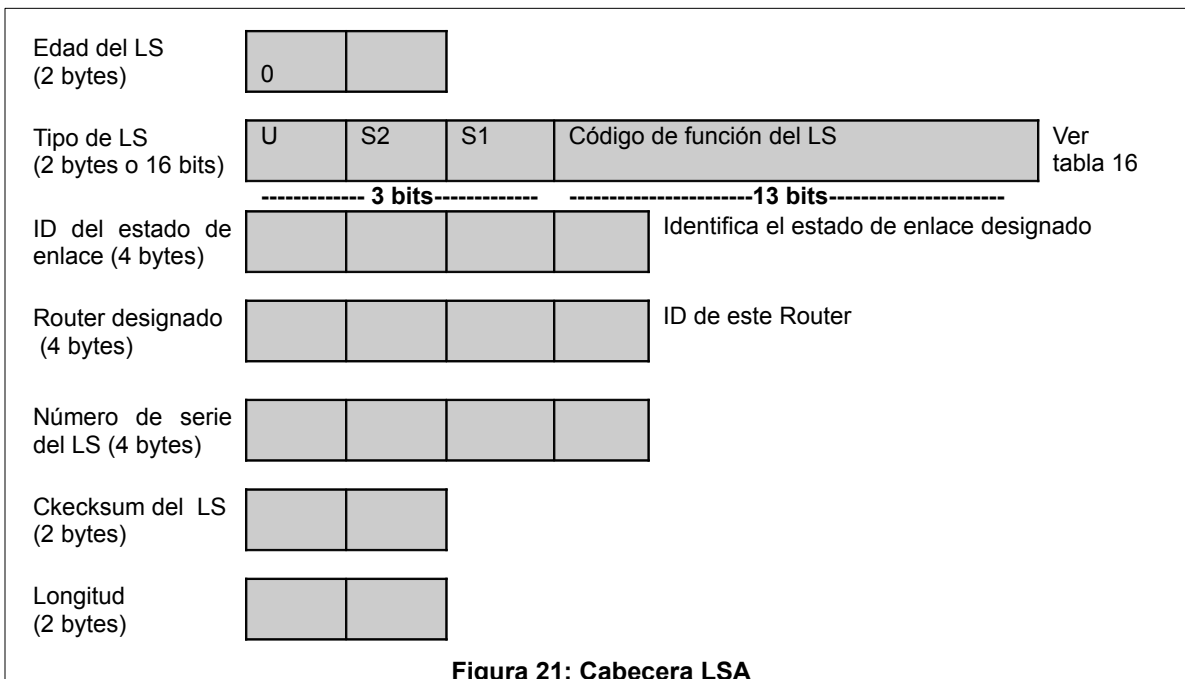 Edad del LS
(2 bytes)
0
Tipo de LS
(2 bytes o 16 bits)
U
S2
S1
Código de función del LS
Ver
tabla 16
------------- 3 bits-------------
-----------------------13 bits----------------------
ID del estado de
enlace (4 bytes)
Identifica el estado de enlace designado
Router designado
(4 bytes)
ID de este Router
Número de serie
del LS (4 bytes)
Ckecksum del LS
(2 bytes)
Longitud
(2 bytes)
Figura 21: Cabecera LSA